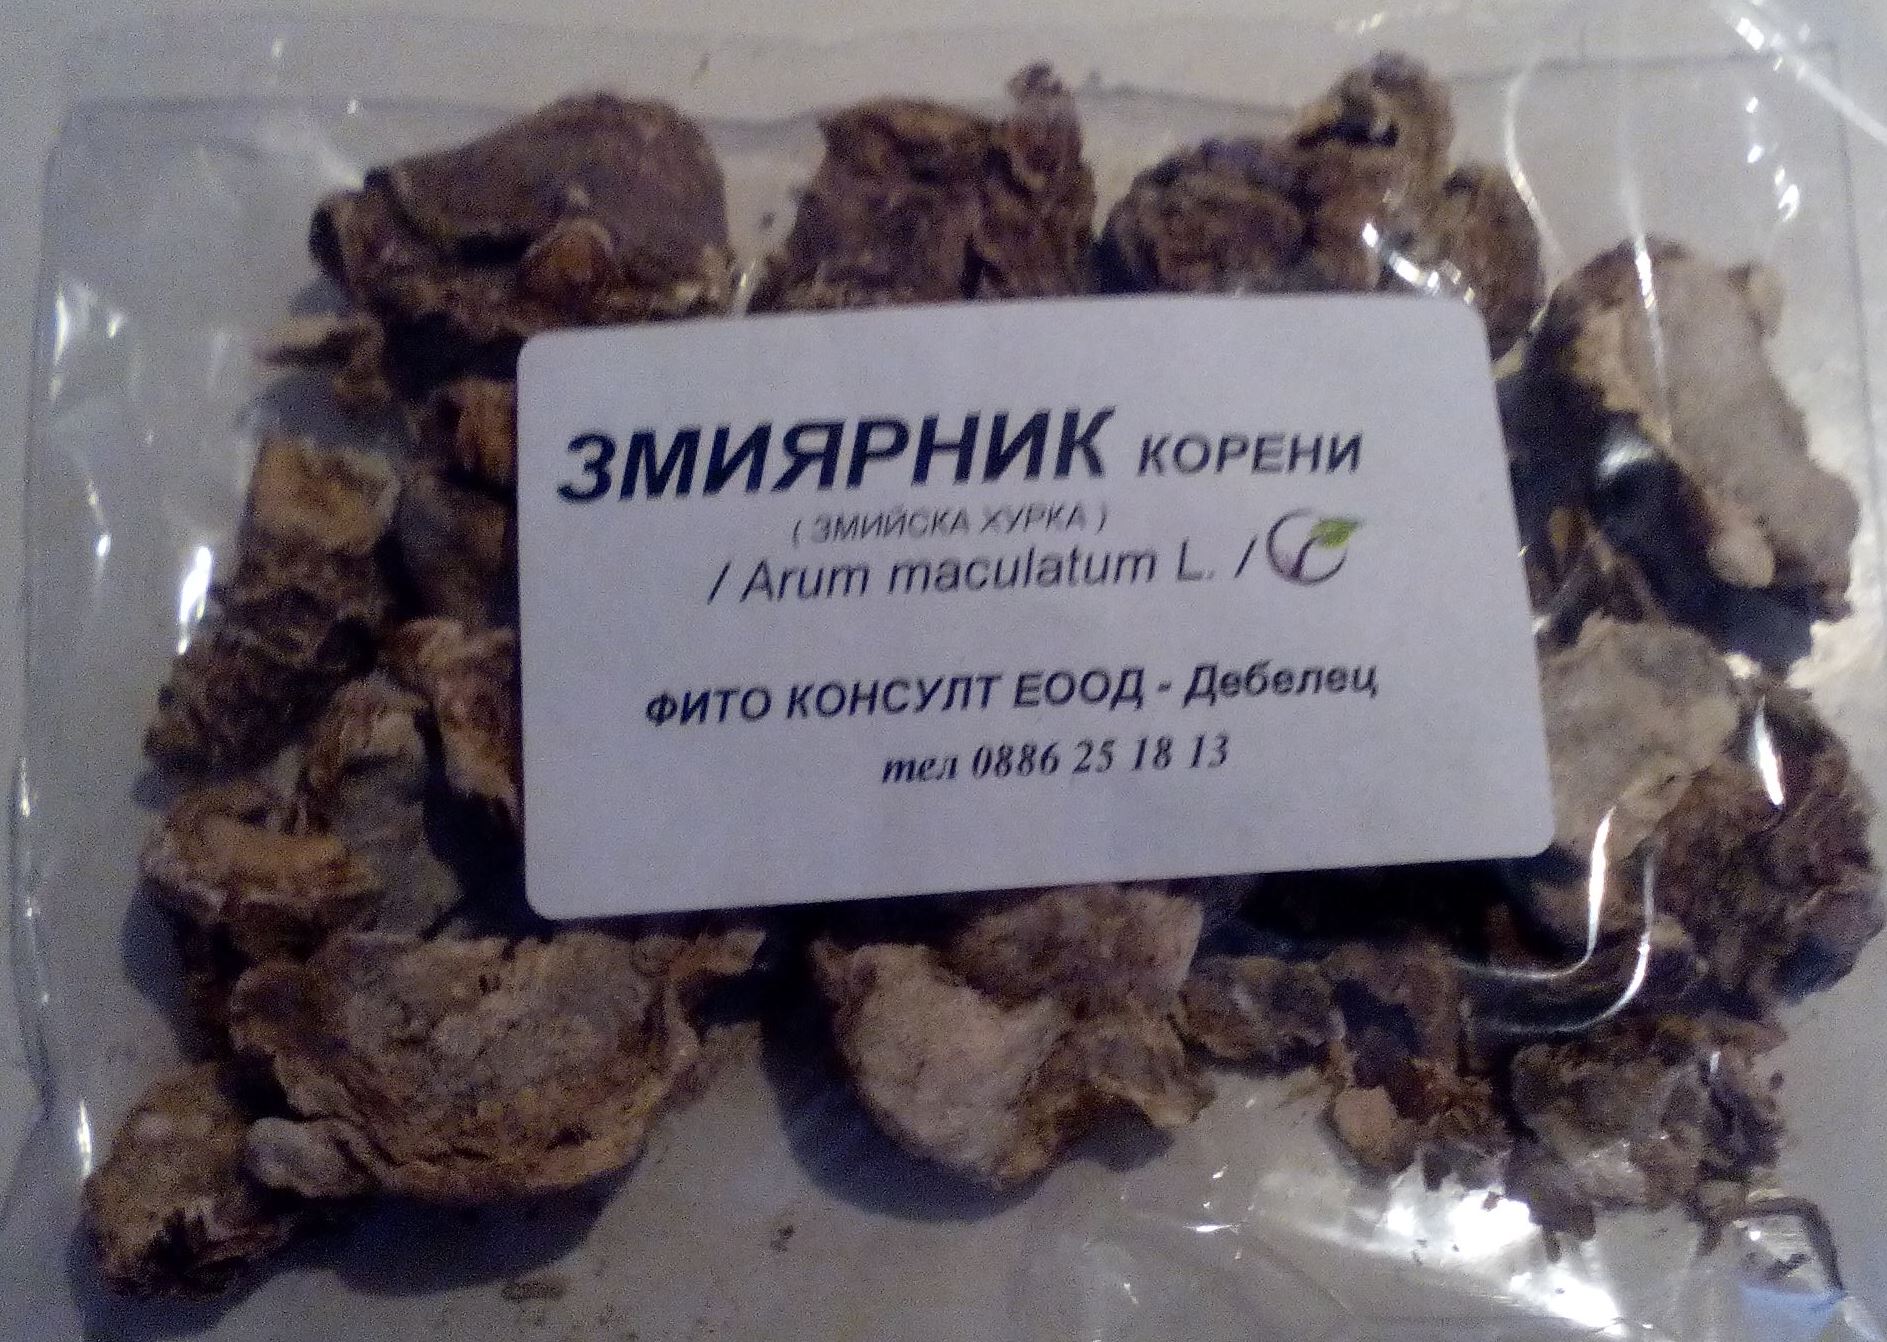 ЗМИЯРНИК КОРЕНИ
( ЗМИЙСКА ХУРКА )
/ Arum maculatum L. /
ФИТО КОНСУЛТ ЕООД - Дебелец
тел 0886 25 18 13